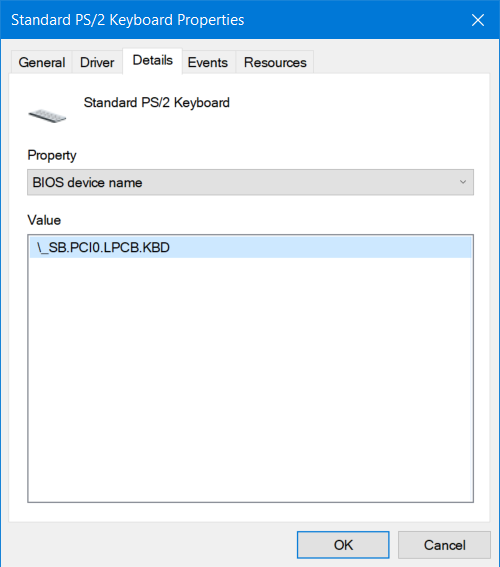 Standard PS/2 Keyboard Properties
General Driver Details Events Resources
Standard PS/2 Keyboard
Property
BIOS device name
Value
\_SB.PCI0.LPCB.KBD
OK Cancel